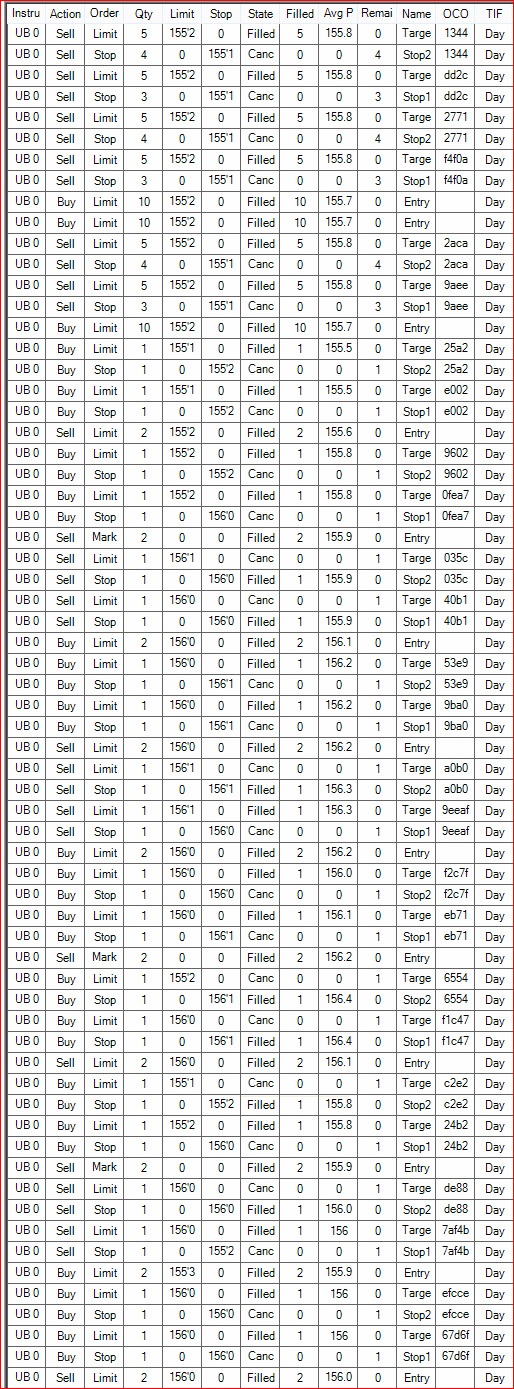 Instru Action Order Qty Limit Stop State Filled Avg P Remai Name OCO TIF
UB 0 Sell Limit 5 155'2 0 Filled 5 155.8 0 Targe 1344 Day
UB 0 Sell Stop 4 0 155'1 Canc 0 0 4 Stop2 1344 Day
UB 0 Sell Limit 5 155'2 0 Filled 5 155.8 0 Targe dd2c Day
UB 0 Sell Stop 3 0 155'1 Canc 0 0 3 Stop1 dd2c Day
UB 0 Sell Limit 5 155'2 0 Filled 5 155.8 0 Targe 2771 Day
UB 0 Sell Stop 4 0 155'1 Canc 0 0 4 Stop2 2771 Day
UB 0 Sell Limit 5 155'2 0 Filled 5 155.8 0 Targe f4f0a Day
UB 0 Sell Stop 3 0 155'1 Canc 0 0 3 Stop1 f4f0a Day
UB 0 Buy Limit 10 155'2 0 Filled 10 155.7 0 Entry Day
UB 0 Buy Limit 10 155'2 0 Filled 10 155.7 0 Entry Day
UB 0 Sell Limit 5 155'2 0 Filled 5 155.8 0 Targe 2aca Day
UB 0 Sell Stop 4 0 155'1 Canc 0 0 4 Stop2 2aca Day
UB 0 Sell Limit 5 155'2 0 Filled 5 155.8 0 Targe 9aee Day
UB 0 Sell Stop 3 0 155'1 Canc 0 0 3 Stop1 9aee Day
UB 0 Buy Limit 10 155'2 0 Filled 10 155.7 0 Entry Day
UB 0 Buy Limit 1 155'1 0 Filled 1 155.5 0 Targe 25a2 Day
UB 0 Buy Stop 1 0 155'2 Canc 0 0 1 Stop2 25a2 Day
UB 0 Buy Limit 1 155'1 0 Filled 1 155.5 0 Targe e002 Day
UB 0 Buy Stop 1 0 155'2 Canc 0 0 1 Stop1 e002 Day
UB 0 Sell Limit 2 155'2 0 Filled 2 155.6 0 Entry Day
UB 0 Buy Limit 1 155'2 0 Filled 1 155.8 0 Targe 9602 Day
UB 0 Buy Stop 1 0 155'2 Canc 0 0 1 Stop2 9602 Day
UB 0 Buy Limit 1 155'2 0 Filled 1 155.8 0 Targe 0fea7 Day
UB 0 Buy Stop 1 0 156'0 Canc 0 0 1 Stop1 0fea7 Day
UB 0 Sell Mark 2 0 0 Filled 2 155.9 0 Entry Day
UB 0 Sell Limit 1 156'1 0 Canc 0 0 1 Targe 035c Day
UB 0 Sell Stop 1 0 156'0 Filled 1 155.9 0 Stop2 035c Day
UB 0 Sell Limit 1 156'0 0 Canc 0 0 1 Targe 40b1 Day
UB 0 Sell Stop 1 0 156'0 Filled 1 155.9 0 Stop1 40b1 Day
UB 0 Buy Limit 2 156'0 0 Filled 2 156.1 0 Entry Day
UB 0 Buy Limit 1 156'0 0 Filled 1 156.2 0 Targe 53e9 Day
UB 0 Buy Stop 1 0 156'1 Canc 0 0 1 Stop2 53e9 Day
UB 0 Buy Limit 1 156'0 0 Filled 1 156.2 0 Targe 9ba0 Day
UB 0 Buy Stop 1 0 156'1 Canc 0 0 1 Stop1 9ba0 Day
UB 0 Sell Limit 2 156'0 0 Filled 2 156.2 0 Entry Day
UB 0 Sell Limit 1 156'1 0 Canc 0 0 1 Targe a0b0 Day
UB 0 Sell Stop 1 0 156'1 Filled 1 156.3 0 Stop2 a0b0 Day
UB 0 Sell Limit 1 156'1 0 Filled 1 156.3 0 Targe 9eeaf Day
UB 0 Sell Stop 1 0 156'0 Canc 0 0 1 Stop1 9eeaf Day
UB 0 Buy Limit 2 156'0 0 Filled 2 156.2 0 Entry Day
UB 0 Buy Limit 1 156'0 0 Filled 1 156.0 0 Targe f2c7f Day
UB 0 Buy Stop 1 0 156'0 Canc 0 0 1 Stop2 f2c7f Day
UB 0 Buy Limit 1 156'0 0 Filled 1 156.1 0 Targe eb71 Day
UB 0 Buy Stop 1 0 156'1 Canc 0 0 1 Stop1 eb71 Day
UB 0 Sell Mark 2 0 0 Filled 2 156.2 0 Entry Day
UB 0 Buy Limit 1 155'2 0 Canc 0 0 1 Targe 6554 Day
UB 0 Buy Stop 1 0 156'1 Filled 1 156.4 0 Stop2 6554 Day
UB 0 Buy Limit 1 156'0 0 Canc 0 0 1 Targe f1c47 Day
UB 0 Buy Stop 1 0 156'1 Filled 1 156.4 0 Stop1 f1c47 Day
UB 0 Sell Limit 2 156'0 0 Filled 2 156.1 0 Entry Day
UB 0 Buy Limit 1 155'1 0 Canc 0 0 1 Targe c2e2 Day
UB 0 Buy Stop 1 0 155'2 Filled 1 155.8 0 Stop2 c2e2 Day
UB 0 Buy Limit 1 155'2 0 Filled 1 155.8 0 Targe 24b2 Day
UB 0 Buy Stop 1 0 156'0 Canc 0 0 1 Stop1 24b2 Day
UB 0 Sell Mark 2 0 0 Filled 2 155.9 0 Entry Day
UB 0 Sell Limit 1 156'0 0 Canc 0 0 1 Targe de88 Day
UB 0 Sell Stop 1 0 156'0 Filled 1 156.0 0 Stop2 de88 Day
UB 0 Sell Limit 1 156'0 0 Filled 1 156 0 Targe 7af4b Day
UB 0 Sell Stop 1 0 155'2 Canc 0 0 1 Stop1 7af4b Day
UB 0 Buy Limit 2 155'3 0 Filled 2 155.9 0 Entry Day
UB 0 Buy Limit 1 156'0 0 Filled 1 156 0 Targe efcce Day
UB 0 Buy Stop 1 0 156'0 Canc 0 0 1 Stop2 efcce Day
UB 0 Buy Limit 1 156'0 0 Filled 1 156 0 Targe 67d6f Day
UB 0 Buy Stop 1 0 156'0 Canc 0 0 1 Stop1 67d6f Day
UB 0 Sell Limit 2 156'0 0 Filled 2 156.0 0 Entry Day